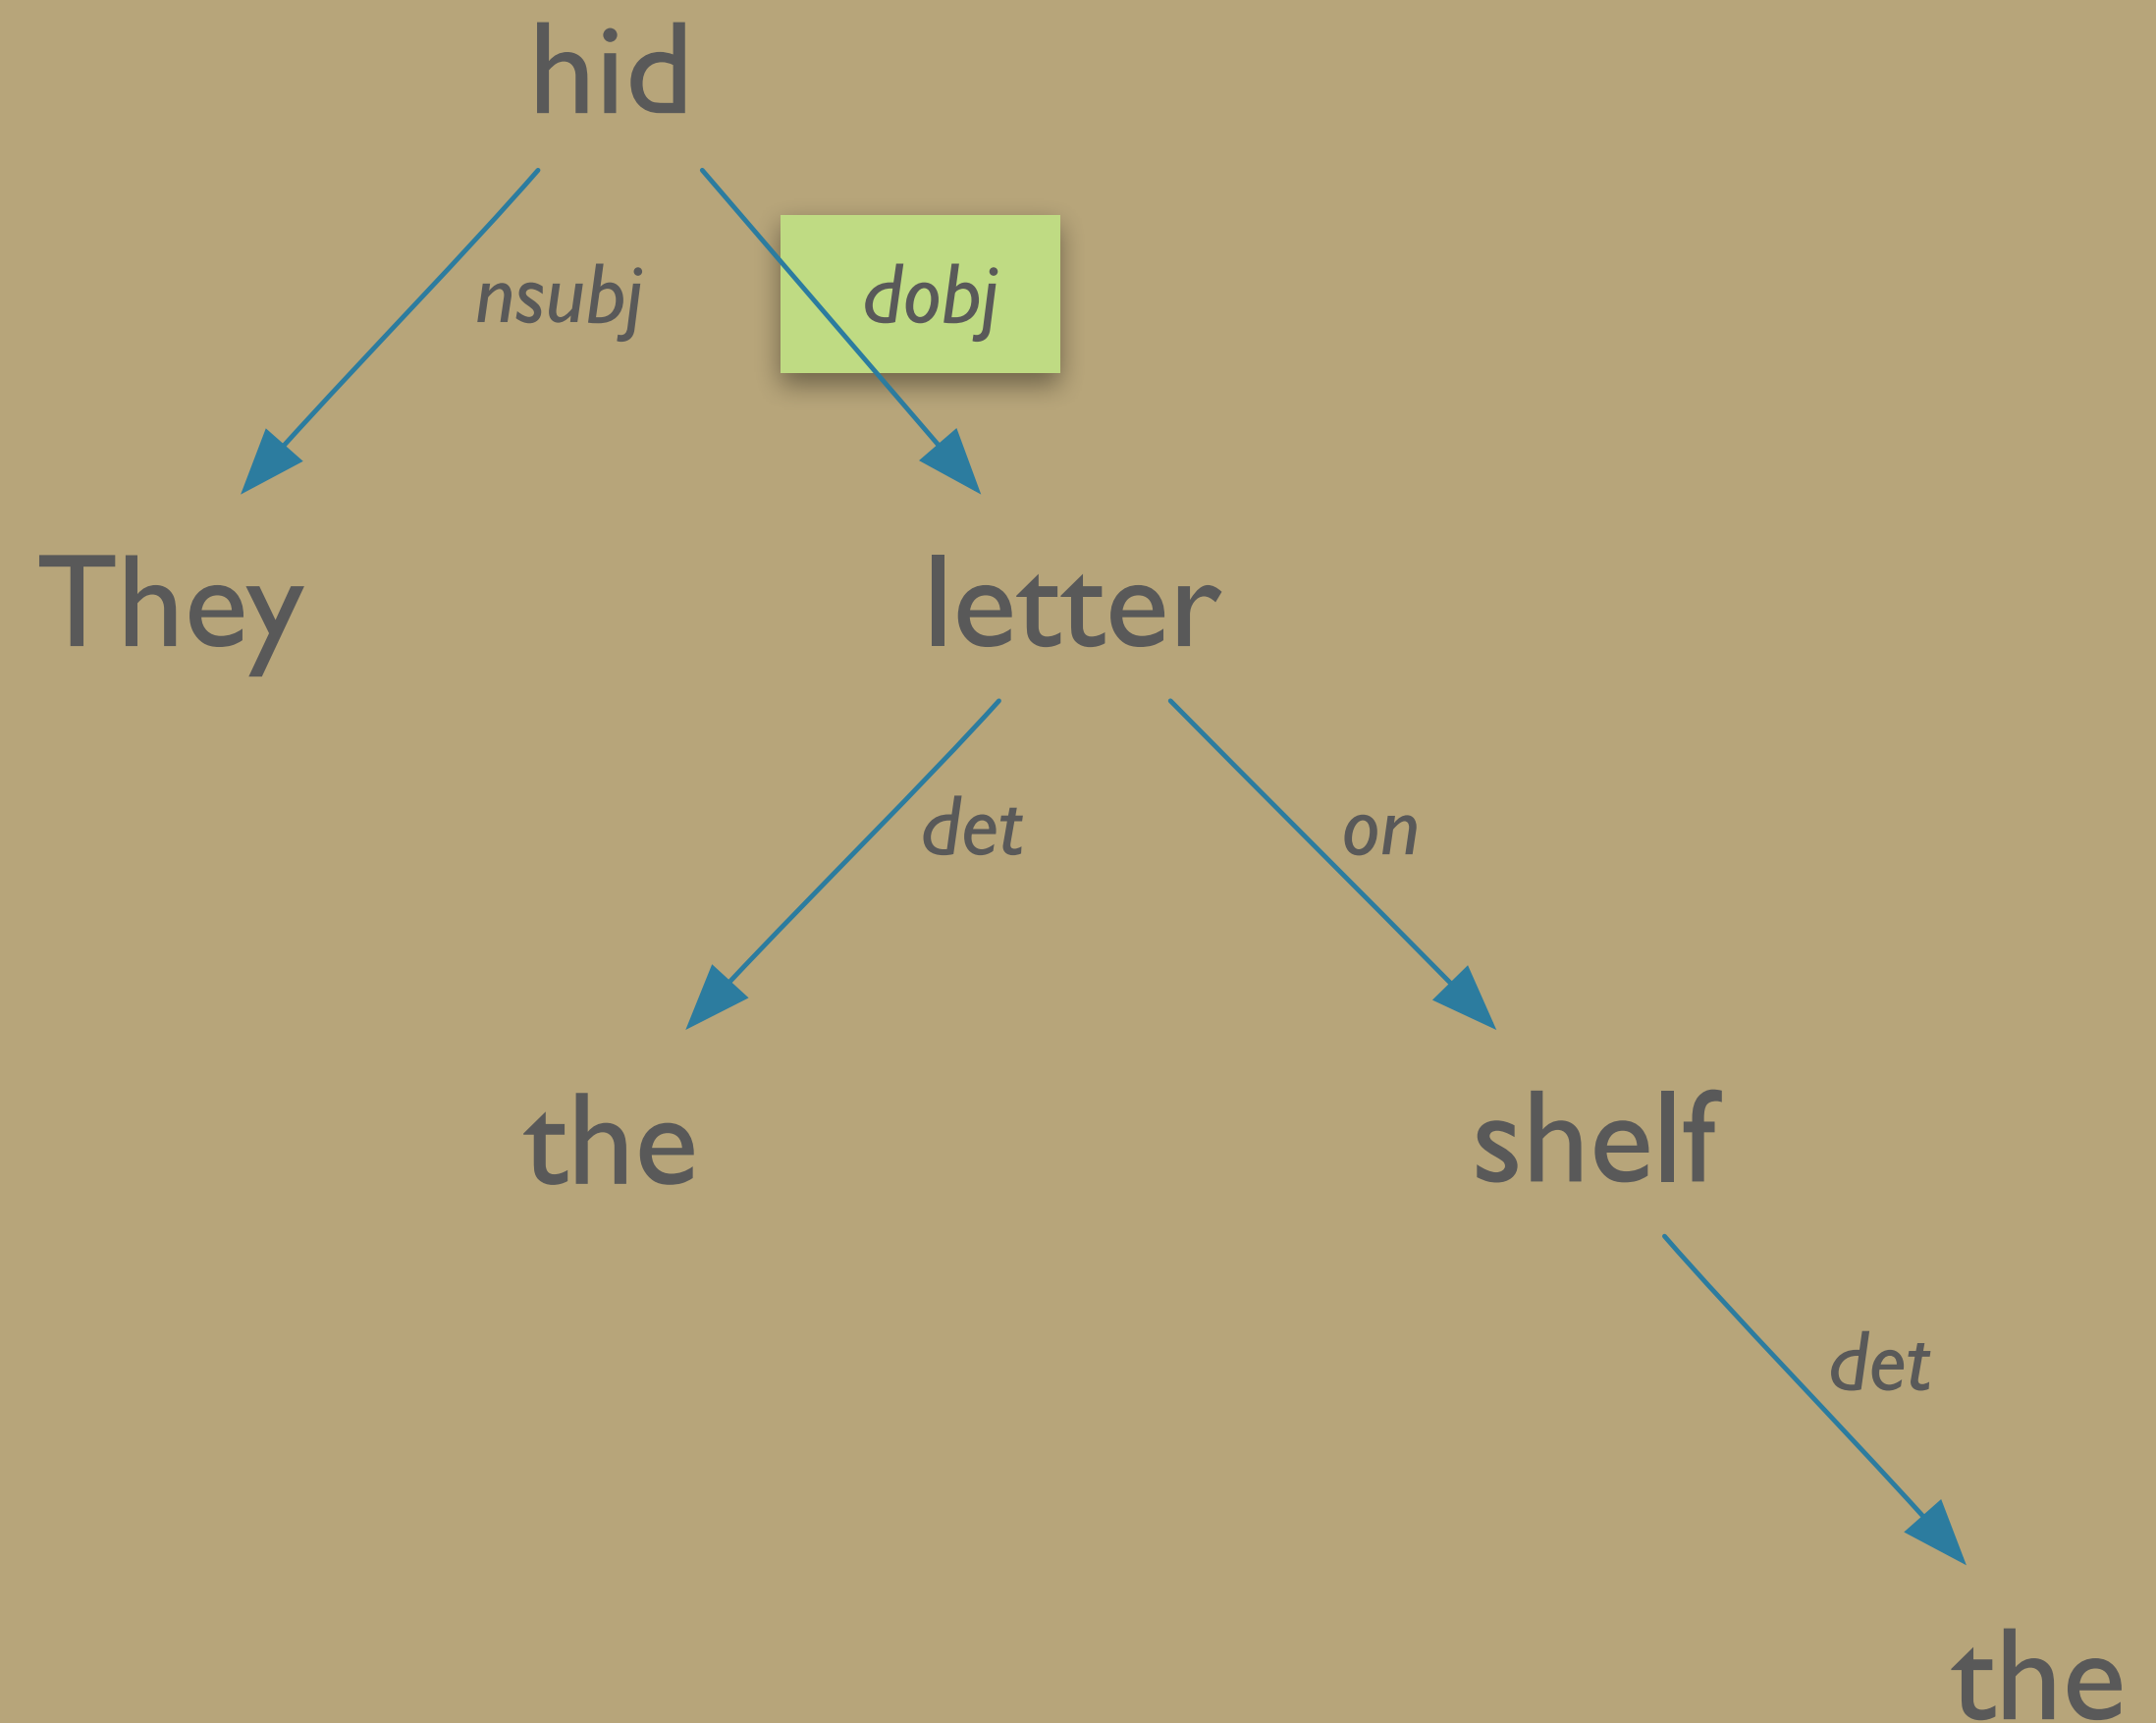 hid
nsubj
dobj
They
letter
det
on
the
shelf
det
the